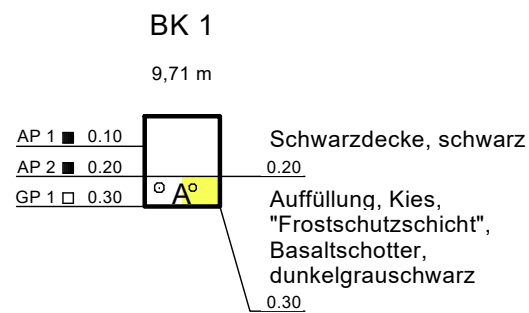 BK 1
9,71 m
AP 1 0.10
Schwarzdecke, schwarz
AP 2 0.20
0.20
GP 1 0.30
A
Auffüllung, Kies,
"Frostschutzschicht",
Basaltschotter,
dunkelgrauschwarz
0.30